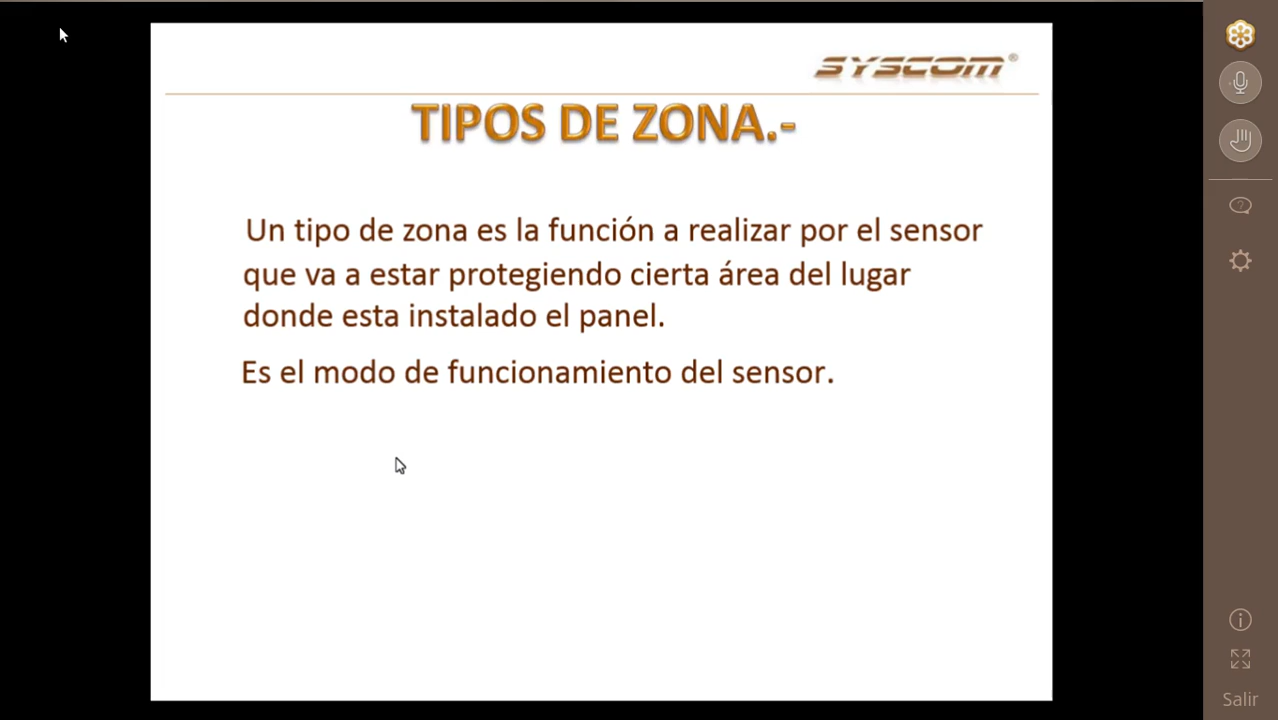 SYSCOM®
TIPOS DE ZONA.-
Un tipo de zona es la función a realizar por el sensor
que va a estar protegiendo cierta área del lugar
donde esta instalado el panel.
Es el modo de funcionamiento del sensor.
Salir